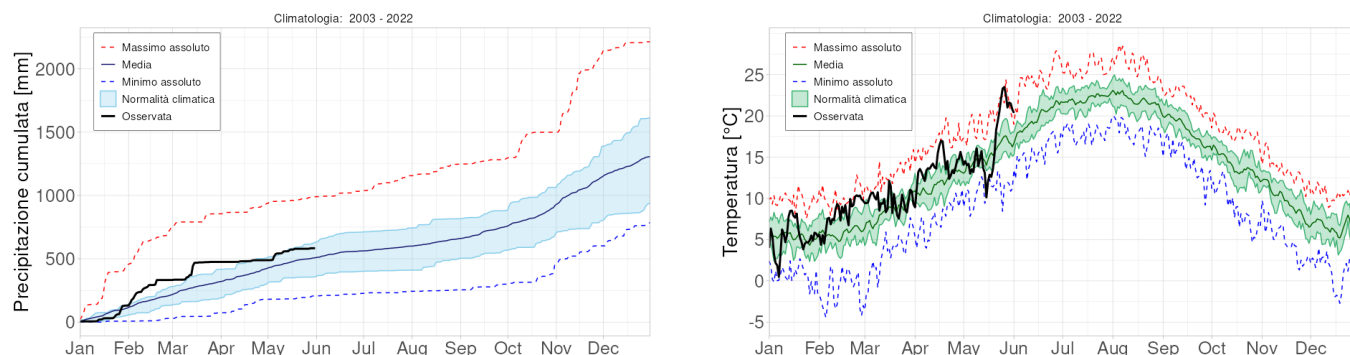 Climatologia: 2003 - 2022
Precipitazione cumulata [mm]
2000
1500
1000
500
0
Massimo assoluto
Media
Minimo assoluto
Normalità climatica
Osservata
Jan Feb Mar Apr May Jun Jul Aug Sep Oct Nov Dec
Climatologia: 2003 - 2022
Temperatura [°C]
25
20
15
10
5
0
-5
Massimo assoluto
Media
Minimo assoluto
Normalità climatica
Osservata
Jan Feb Mar Apr May Jun Jul Aug Sep Oct Nov Dec